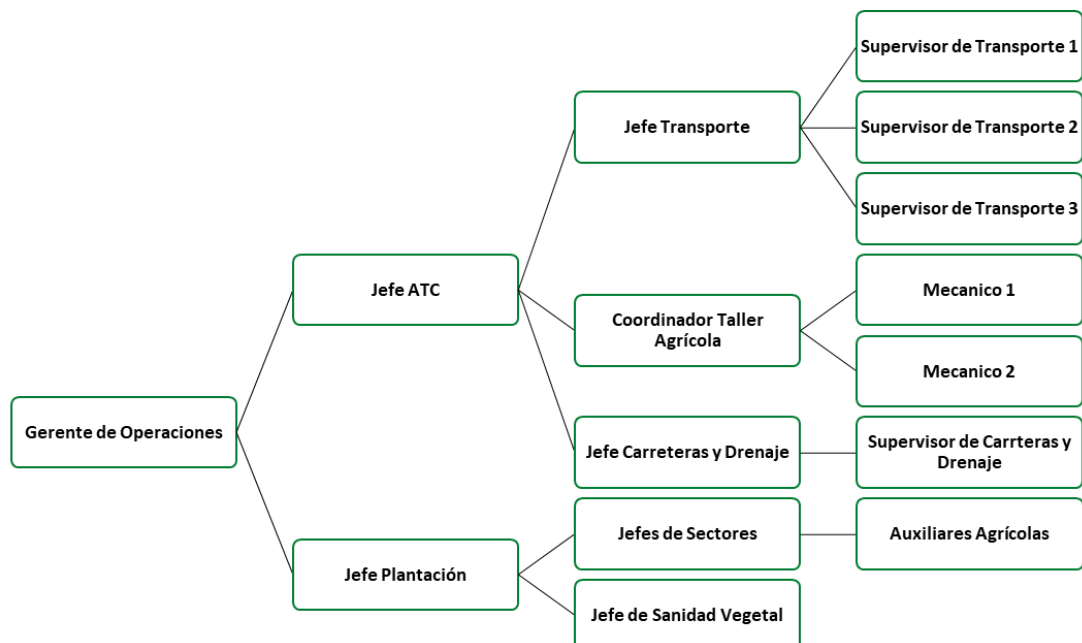 Supervisor de Transporte 1
Jefe Transporte
Supervisor de Transporte 2
Supervisor de Transporte 3
Jefe ATC
Mecanico 1
Coordinador Taller
Agrícola
Mecanico 2
Gerente de Operaciones
Jefe Carreteras y Drenaje
Supervisor de Carrteras y
Drenaje
Jefes de Sectores
Auxiliares Agrícolas
Jefe Plantación
Jefe de Sanidad Vegetal